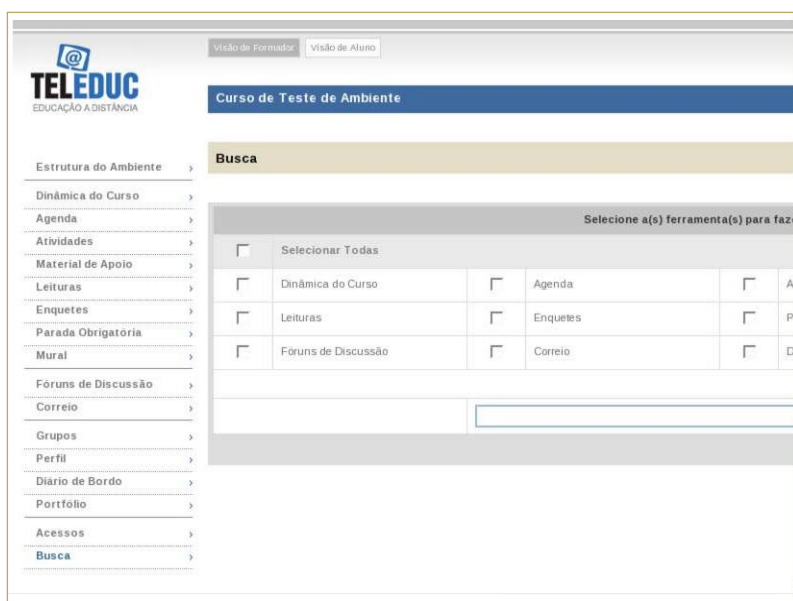 Visão de Formador Visão de Aluno
@
TELEDUC
EDUCAÇÃO A DISTÂNCIA
Curso de Teste de Ambiente
Busca
Estrutura do Ambiente
Dinâmica do Curso
Agenda
Atividades
Material de Apoio
Leituras
Enquetes
Parada Obrigatória
Mural
Fóruns de Discussão
Correio
Grupos
Perfil
Diário de Bordo
Portfólio
Acessos
Busca
Selecione a(s) ferramenta(s) para faze
Selecionar Todas
Dinâmica do Curso Agenda A
Leituras Enquetes P
Fóruns de Discussão Correio D